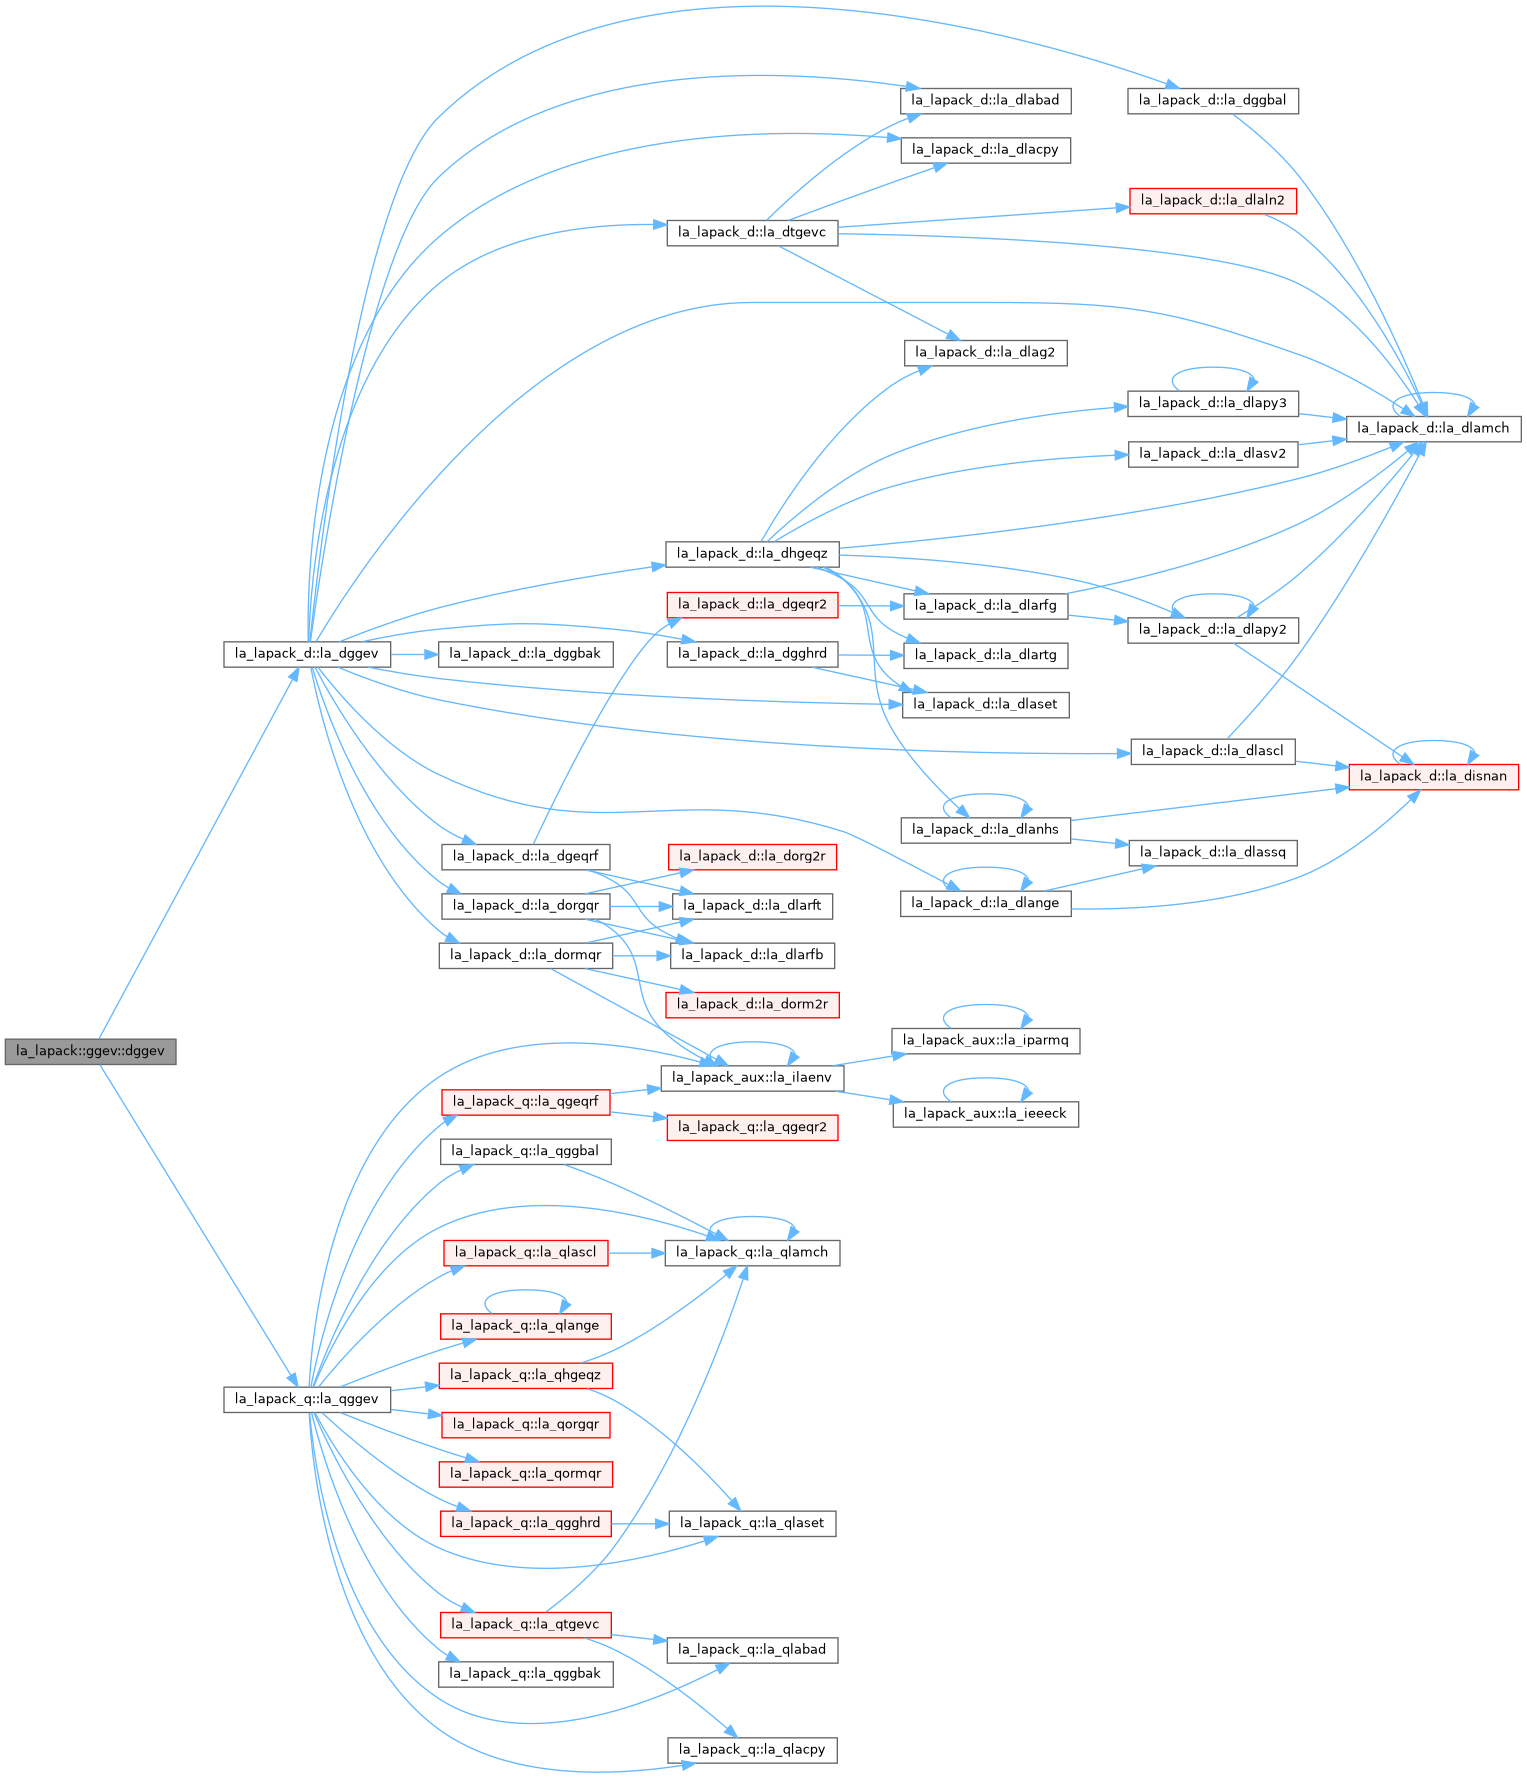 la_lapack_d::la_dlabad
la_lapack_d::la_dggbal
la_lapack_d::la_dlacpy
la_lapack_d::la_dlaln2
la_lapack_d::la_dtgevc
la_lapack_d::la_dlag2
la_lapack_d::la_dlapy3
la_lapack_d::la_dlamch
la_lapack_d::la_dlasv2
la_lapack_d::la_dhgeqz
la_lapack_d::la_dgeqr2
la_lapack_d::la_dlarfg
la_lapack_d::la_dlapy2
la_lapack_d::la_dggev
la_lapack_d::la_dggbak
la_lapack_d::la_dgghrd
la_lapack_d::la_dlartg
la_lapack_d::la_dlaset
la_lapack_d::la_dlascl
la_lapack_d::la_disnan
la_lapack_d::la_dlanhs
la_lapack_d::la_dlassq
la_lapack_d::la_dgeqrf
la_lapack_d::la_dorg2r
la_lapack_d::la_dlange
la_lapack_d::la_dorgqr
la_lapack_d::la_dlarft
la_lapack_d::la_dormqr
la_lapack_d::la_dlarfb
la_lapack_d::la_dorm2r
la_lapack::ggev::dggev
la_lapack_aux::la_iparmq
la_lapack_aux::la_ilaenv
la_lapack_q::la_qgeqrf
la_lapack_aux::la_ieeeck
la_lapack_q::la_qgeqr2
la_lapack_q::la_qggbal
la_lapack_q::la_qlascl
la_lapack_q::la_qlamch
la_lapack_q::la_qlange
la_lapack_q::la_qhgeqz
la_lapack_q::la_qggev
la_lapack_q::la_qorgqr
la_lapack_q::la_qormqr
la_lapack_q::la_qgghrd
la_lapack_q::la_qlaset
la_lapack_q::la_qtgevc
la_lapack_q::la_qlabad
la_lapack_q::la_qggbak
la_lapack_q::la_qlacpy